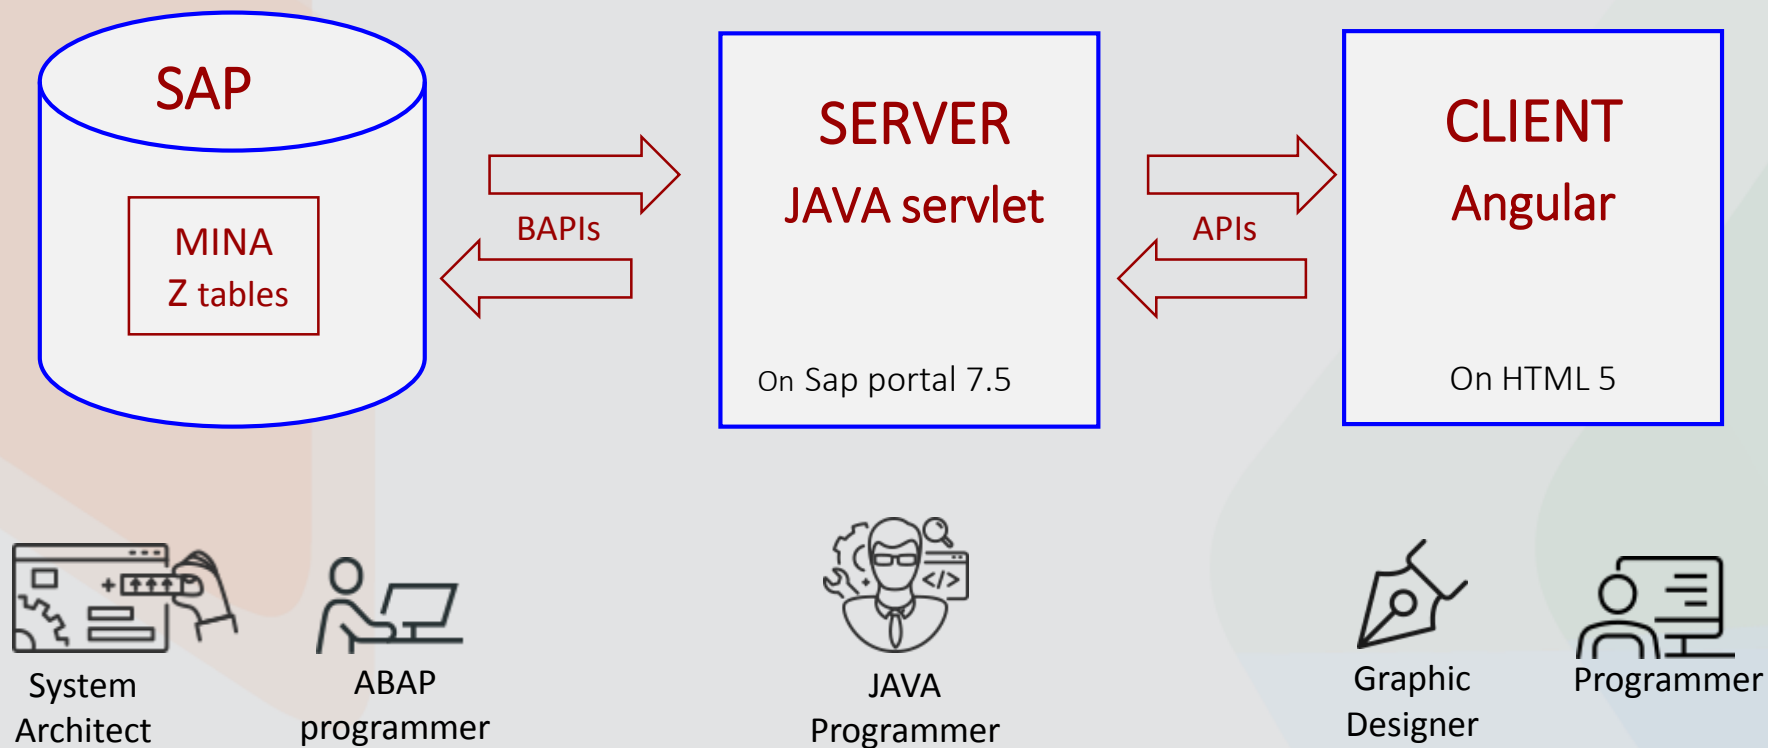 SAP
MINA
Z tables
BAPIs
SERVER
JAVA servlet
On Sap portal 7.5
APIs
CLIENT
Angular
On HTML 5
System
Architect
ABAP
programmer
</>
JAVA
Programmer
Graphic
Designer
Programmer